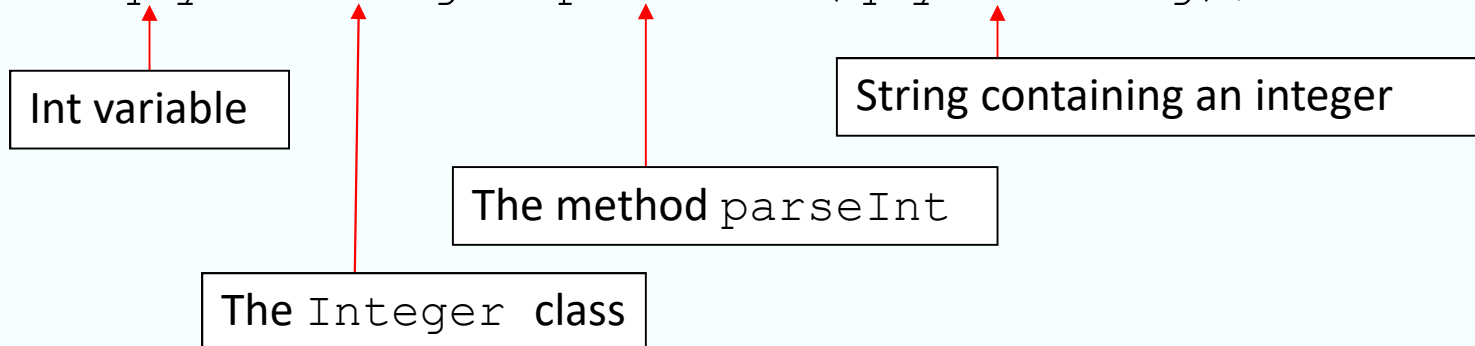 Int variable
String containing an integer
The method parseInt
The Integer class